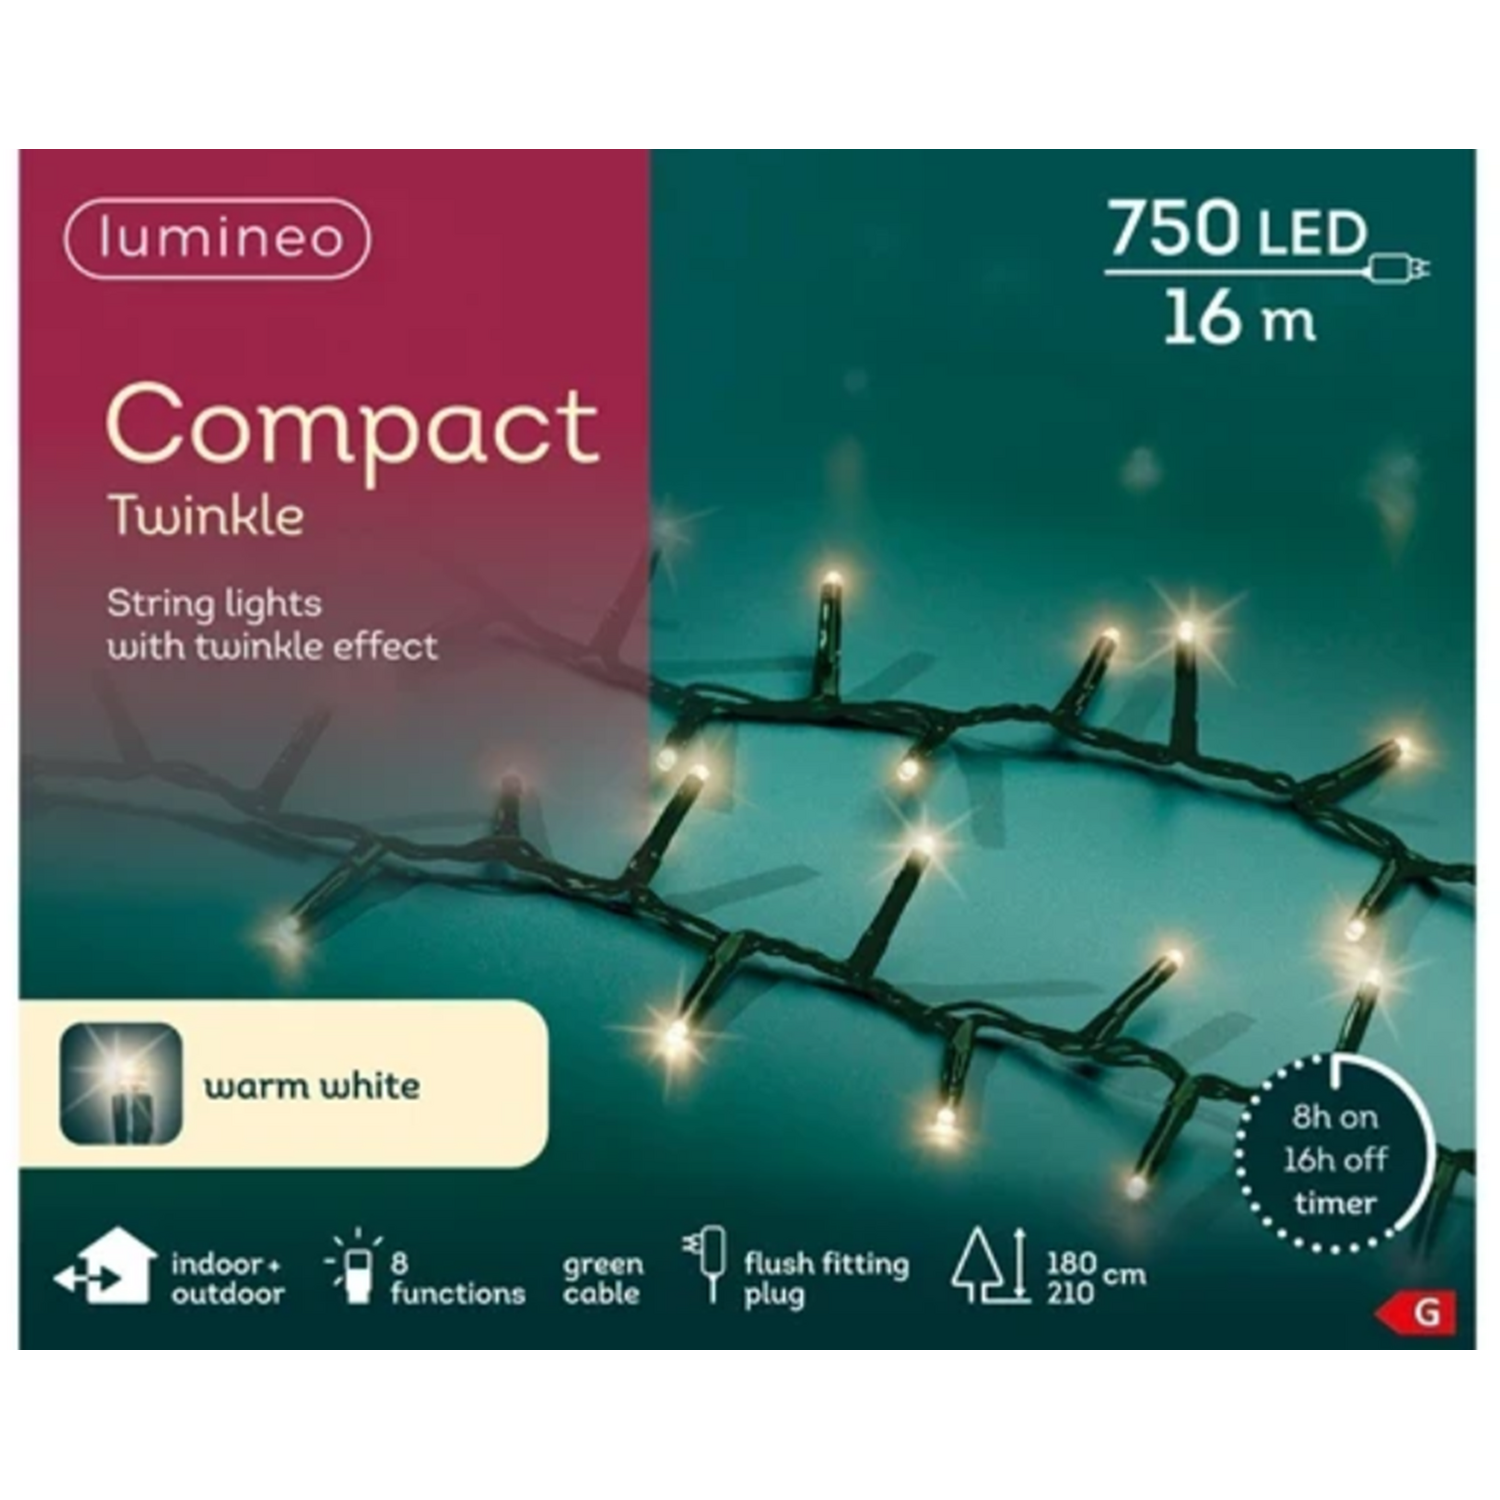 lumineo
750 LED
16 m
Compact
Twinkle
String lights
with twinkle effect
warm white
8h on
16h off
timer
indoor+
outdoor
8
functions
green
cable
flush fitting
plug
180
210 cm
G